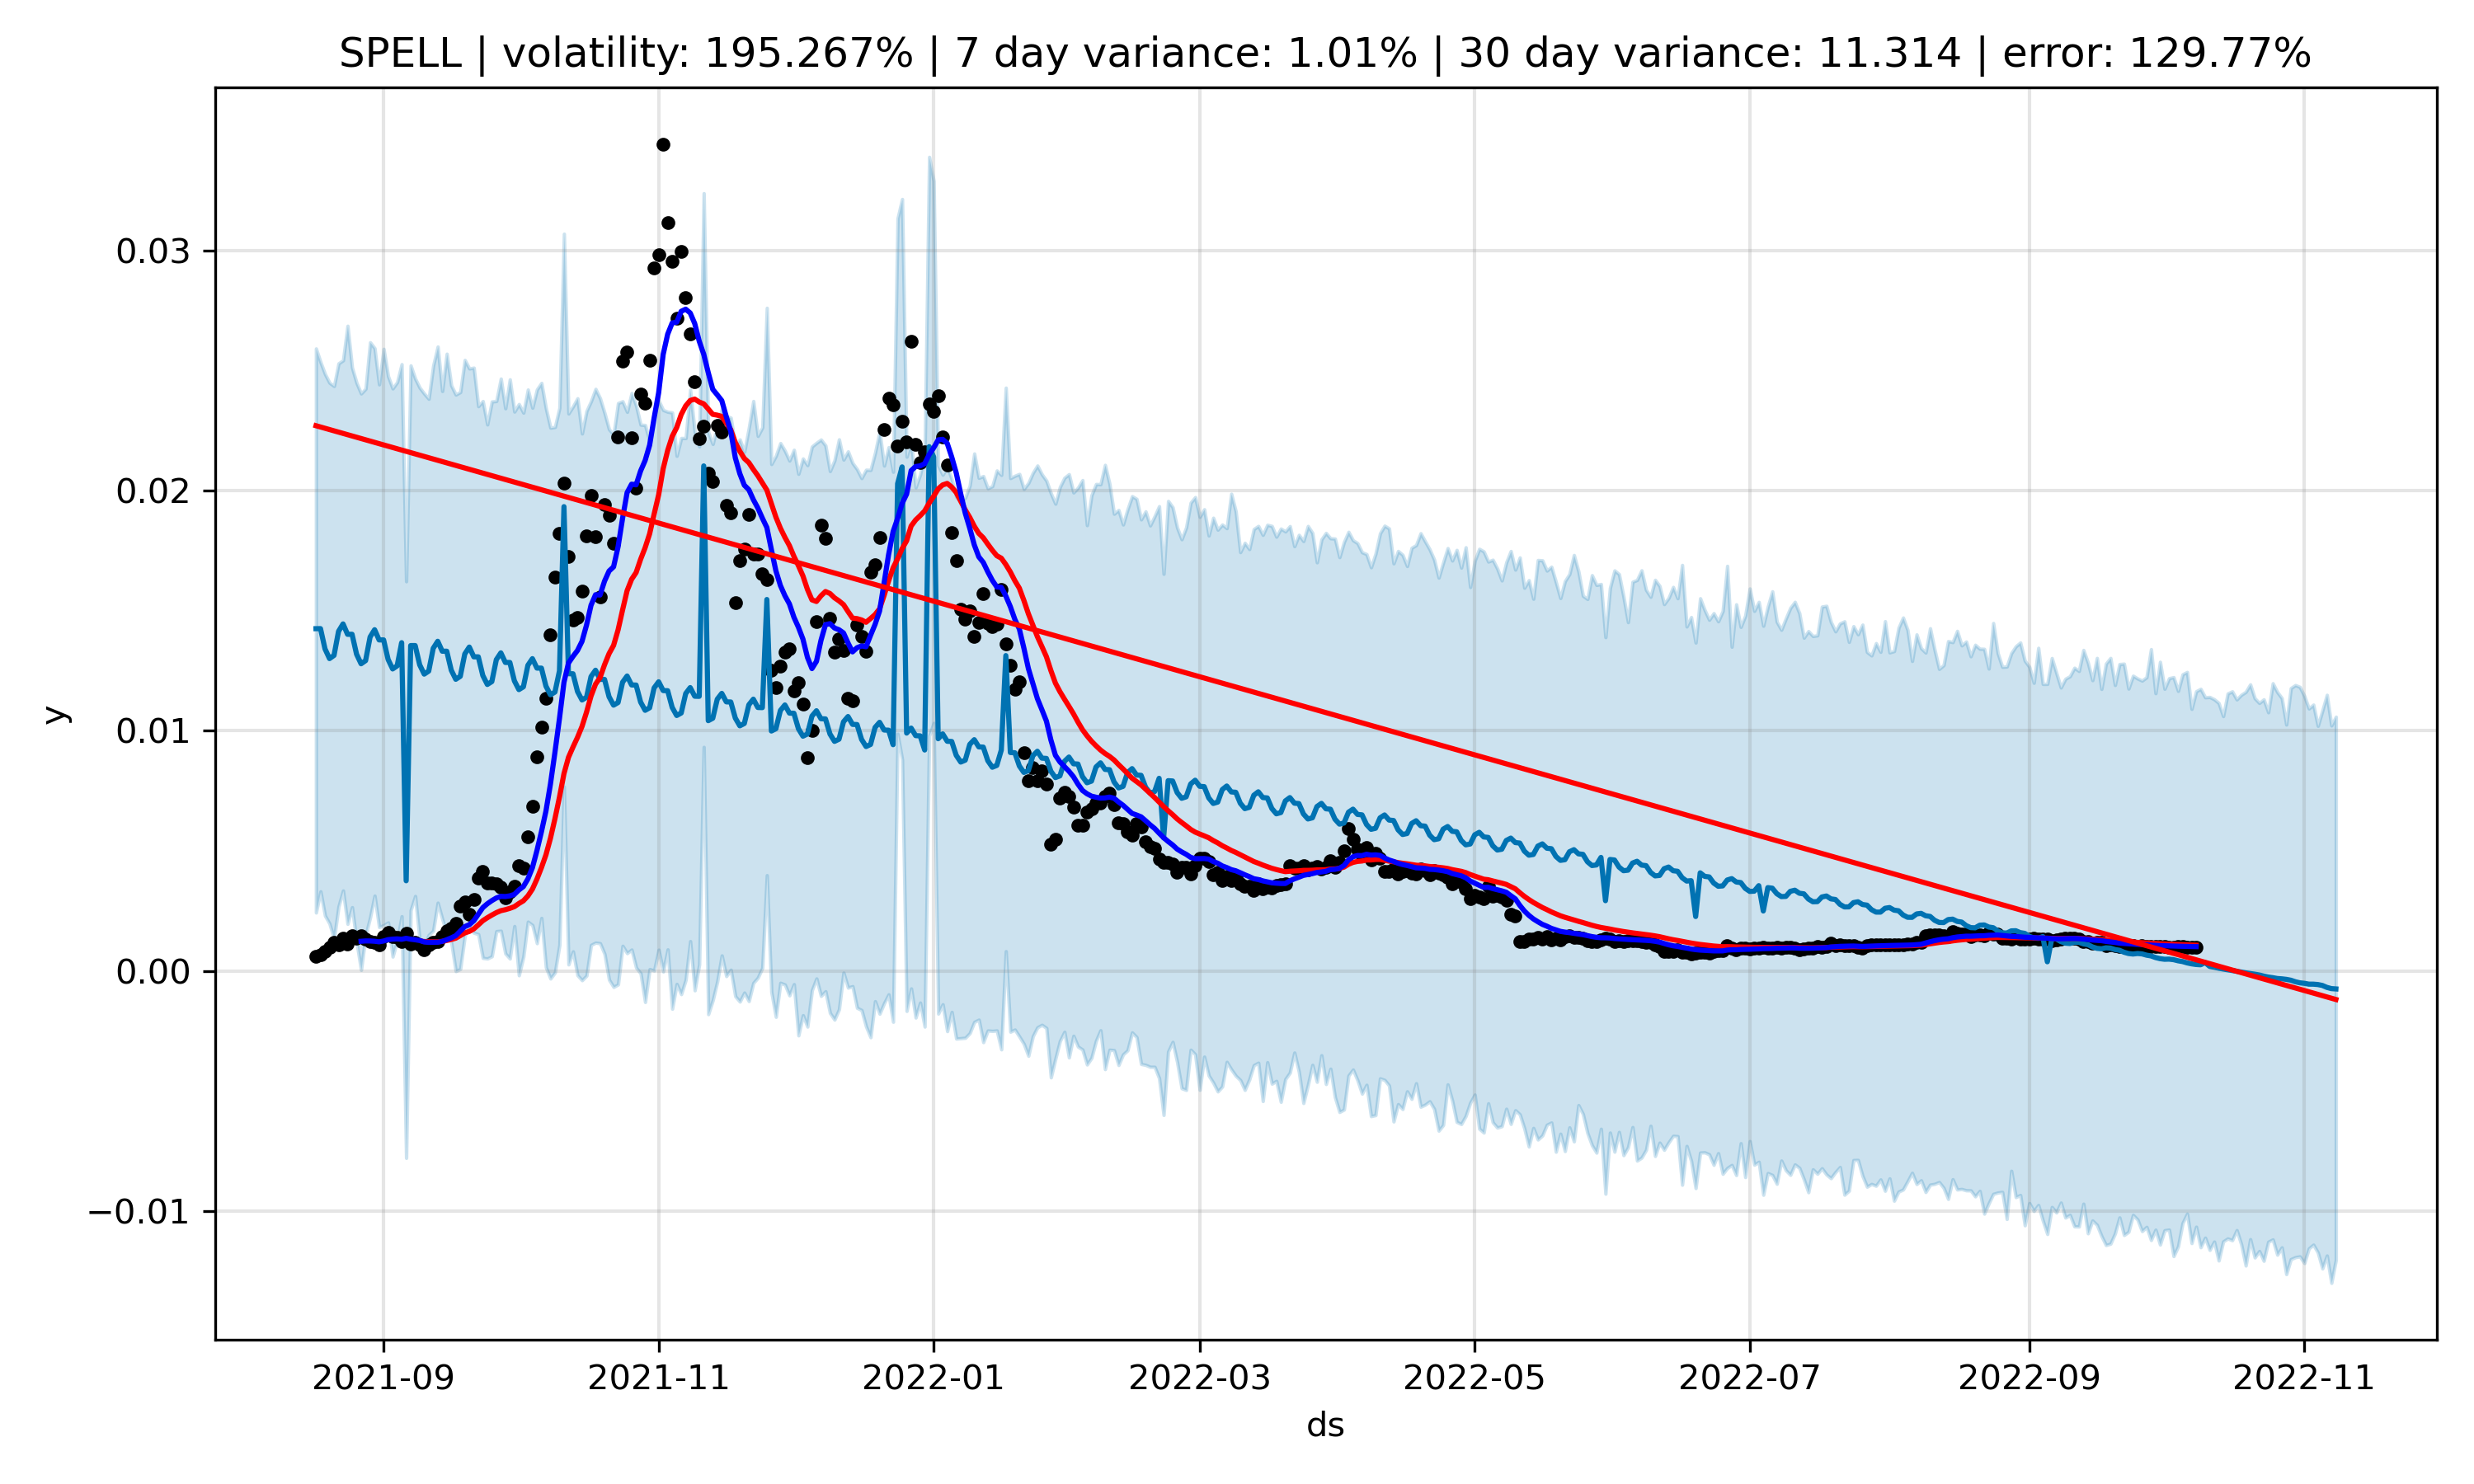 SPELL | volatility: 195.267% | 7 day variance: 1.01% | 30 day variance: 11.314 | error: 129.77%
0.03
0.02
0.01
0.00
−0.01
y
2021-09 2021-11 2022-01 2022-03 2022-05 2022-07 2022-09 2022-11
ds